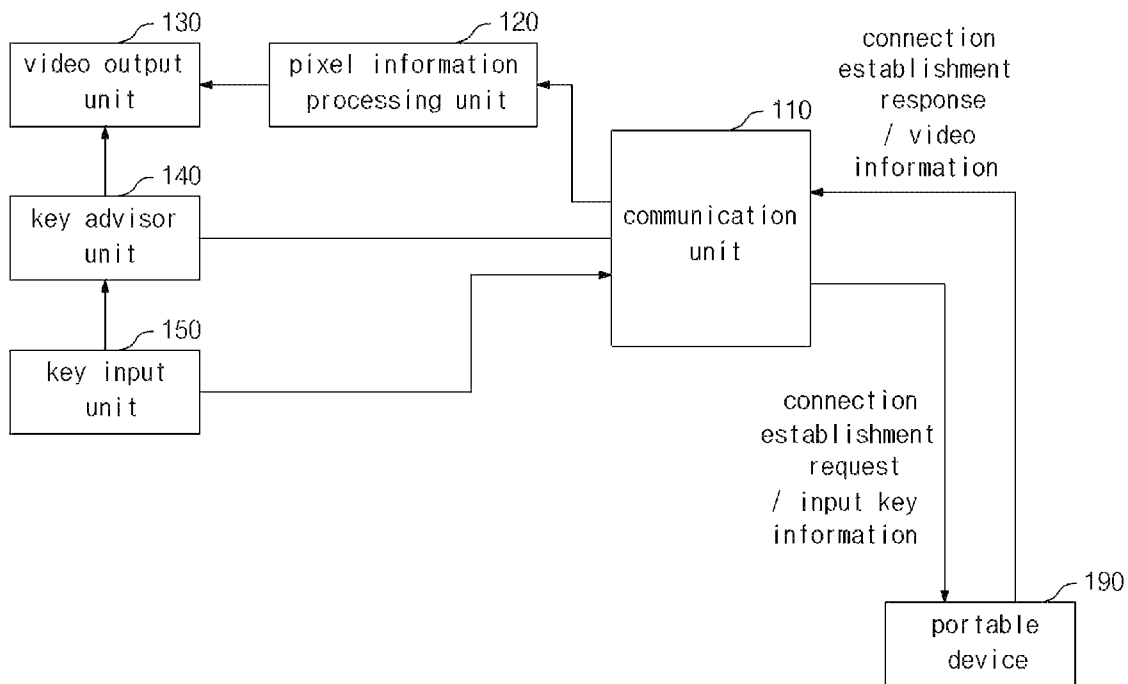 130
video output
unit
120
pixel information
processing unit
110
communication
unit
connection
establishment
response
/ video
information
140
key advisor
unit
150
key input
unit
connection
establishment
request
/ input key
information
190
portable
device